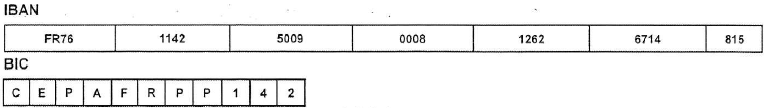 IBAN
FR76 1142 5009 0008 1262 6714 815
BIC
C E P A F R P P 1 4 2